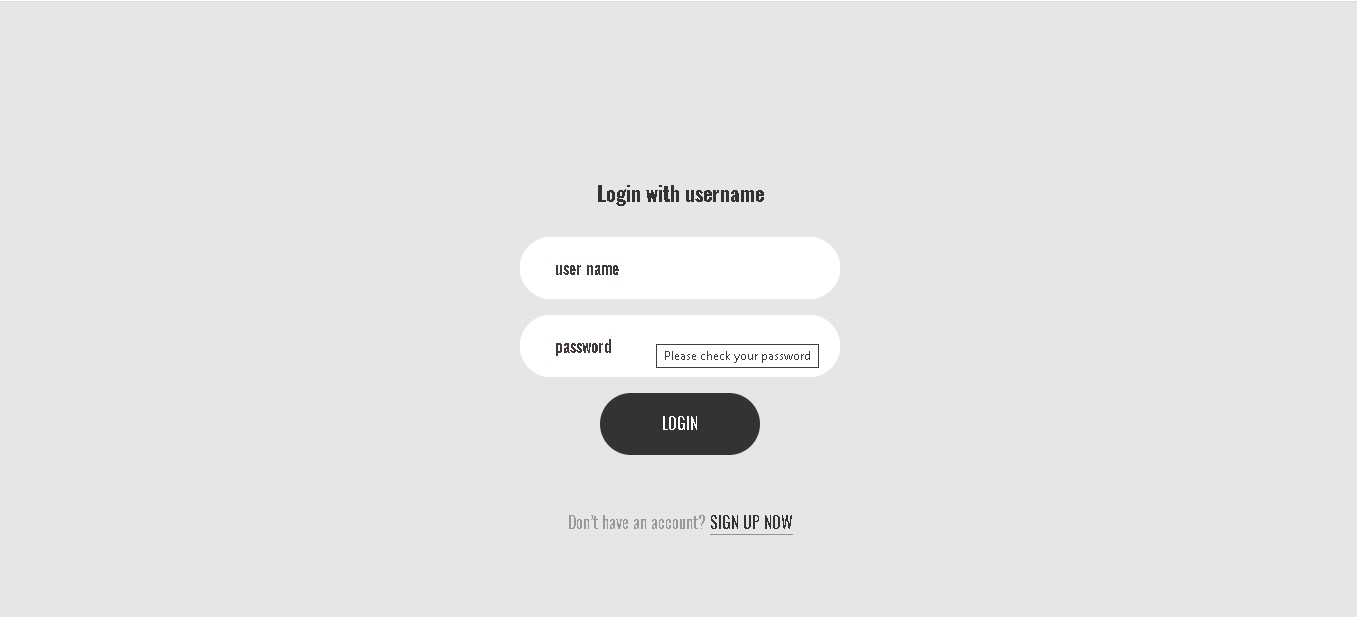 Login with username
user name
password
Please check your password
LOGIN
Don't have an account? SIGN UP NOW